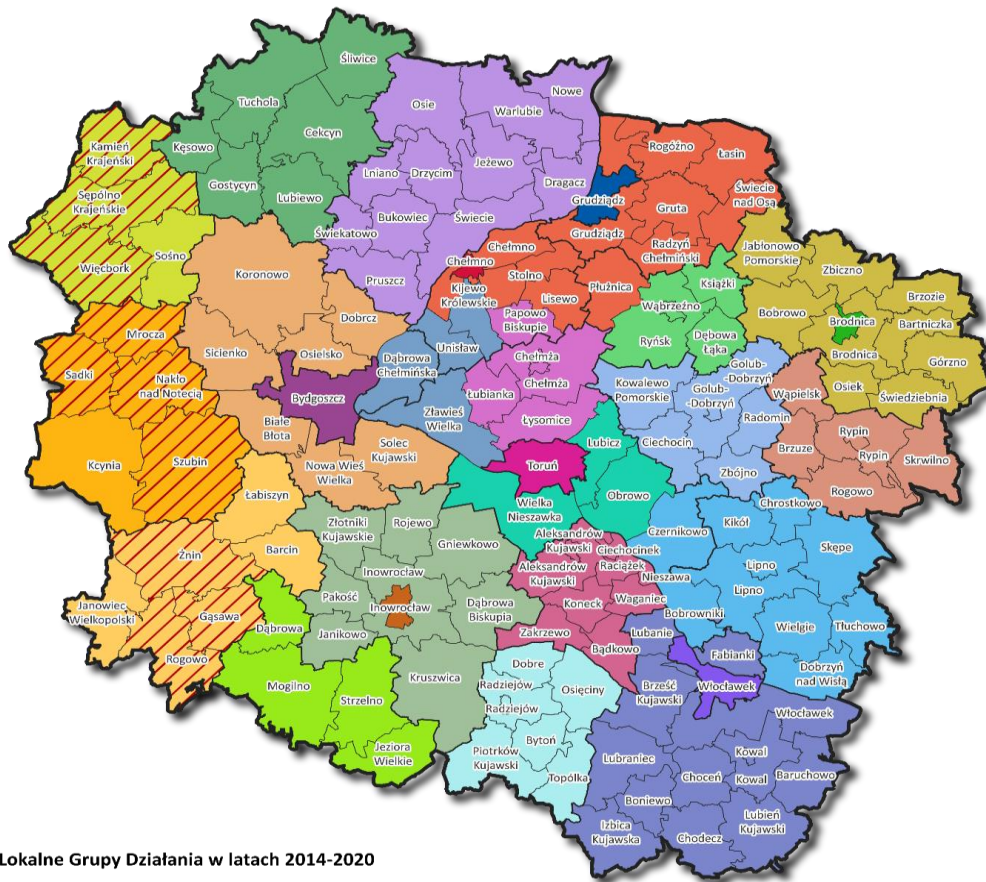 Śliwice
Tuchola
Osie
Nowe
Warlubie
Cekcyn
Kęsowo
Kamień
Krajeński
Rogóźno
Łasin
Jeżewo
Lniano
Drzycim
Gostycyn
Lubiewo
Dragacz
Grudziądz
Świecie
nad Osą
Sępólno
Krajeńskie
Gruta
Bukowiec
Świecie
Świekatowo
Grudziądz
Radzyń
Chełmiński
Sośno
Więcbork
Chełmno
Jabłonowo
Pomorskie
Zbiczno
Koronowo
Chełmno
Stolno
Pruszcz
Kijewo
Królewskie
Płużnica
Książki
Brzozie
Lisewo
Wąbrzeźno
Bobrowo
Papowo
Biskupie
Dobrcz
Brodnica
Bartniczka
Mrocza
Ryńsk
Dębowa
Łąka
Sicienko
Osielsko
Unisław
Dąbrowa
Chełmińska
Chełmża
Brodnica
Górzno
Golub-
-Dobrzyń
Sadki
Nakło
nad Notecią
Chełmża
Kowalewo
Pomorskie
Golub-
-Dobrzyń
Osiek
Świedziebnia
Wąpielsk
Bydgoszcz
Łubianka
Zławieś
Wielka
Łysomice
Radomin
Białe
Błota
Rypin
Solec
Kujawski
Lubicz
Ciechocin
Brzuze
Rypin
Skrwilno
Kcynia
Szubin
Nowa Wieś
Wielka
Toruń
Zbójno
Rogowo
Łabiszyn
Wielka
Nieszawka
Obrowo
Chrostkowo
Złotniki
Kujawskie
Rojewo
Czernikowo
Kikół
Skępe
Gniewkowo
Aleksandrów
Kujawski
Ciechocinek
Żnin
Barcin
Raciążek
Inowrocław
Aleksandrów
Kujawski
Nieszawa
Lipno
Pakość
Inowrocław
Dąbrowa
Biskupia
Koneck
Waganiec
Lipno
Bobrowniki
Janowiec
Wielkopolski
Gąsawa
Dąbrowa
Janikowo
Zakrzewo
Lubanie
Wielgie
Tłuchowo
Bądkowo
Fabianki
Rogowo
Dobre
Dobrzyń
nad Wisłą
Mogilno
Kruszwica
Radziejów
Osięciny
Brześć
Kujawski
Włocławek
Strzelno
Radziejów
Włocławek
Bytoń
Jeziora
Wielkie
Piotrków
Kujawski
Lubraniec
Kowal
Topólka
Choceń
Kowal
Baruchowo
Boniewo
Lubień
Kujawski
Izbica
Kujawska
Chodecz
Lokalne Grupy Działania w latach 2014-2020